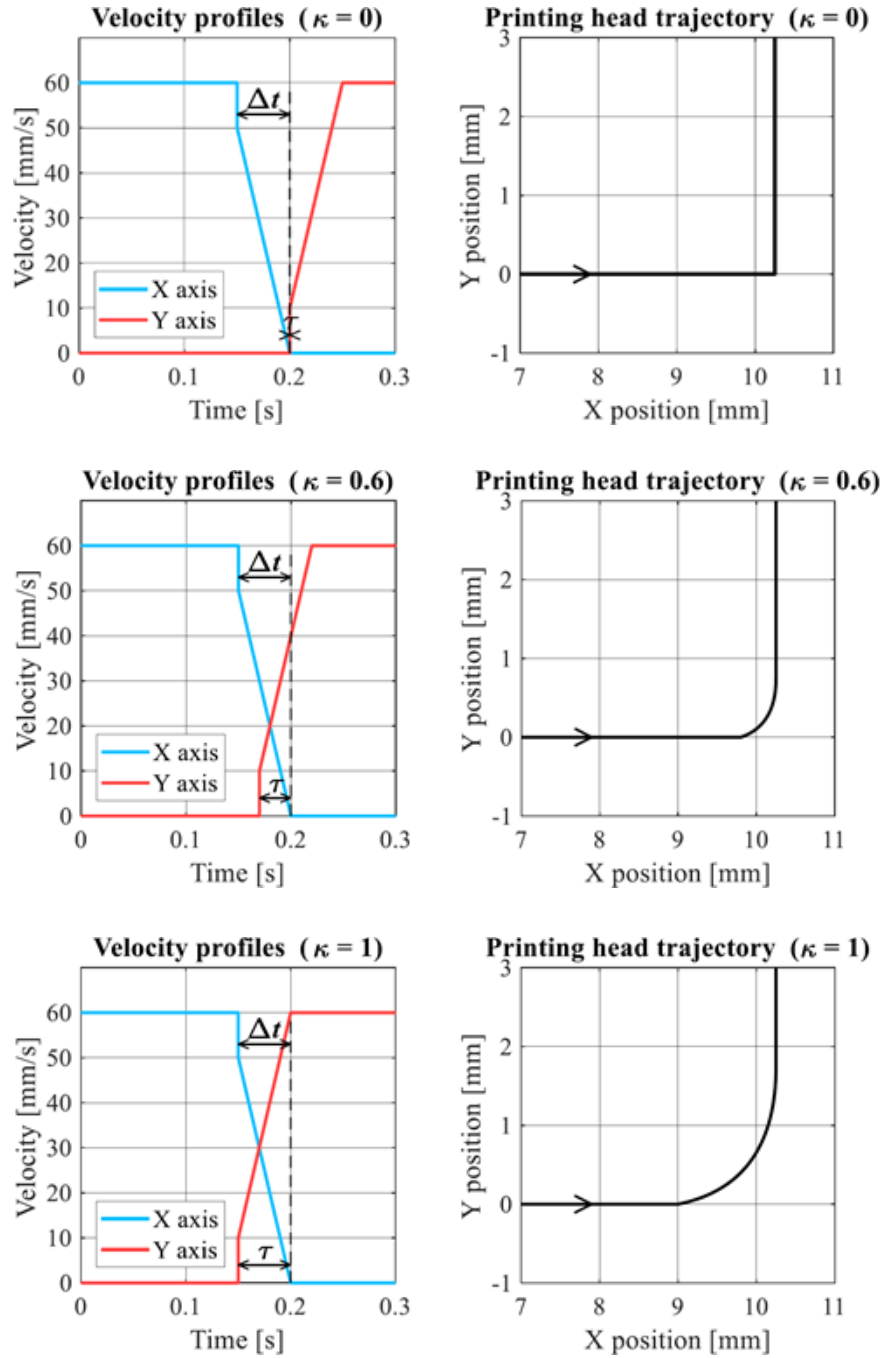 Velocity profiles (κ = 0)
60
50
40
30
20
10
0
Velocity [mm/s]
Δt
τ
X axis
Y axis
0 0.1 0.2 0.3
Time [s]
Printing head trajectory (κ = 0)
3
2
1
0
-1
Y position [mm]
7 8 9 10 11
X position [mm]
Velocity profiles (κ = 0.6)
60
50
40
30
20
10
0
Velocity [mm/s]
Δt
τ
X axis
Y axis
0 0.1 0.2 0.3
Time [s]
Printing head trajectory (κ = 0.6)
3
2
1
0
-1
Y position [mm]
7 8 9 10 11
X position [mm]
Velocity profiles (κ = 1)
60
50
40
30
20
10
0
Velocity [mm/s]
Δt
τ
X axis
Y axis
0 0.1 0.2 0.3
Time [s]
Printing head trajectory (κ = 1)
3
2
1
0
-1
Y position [mm]
7 8 9 10 11
X position [mm]